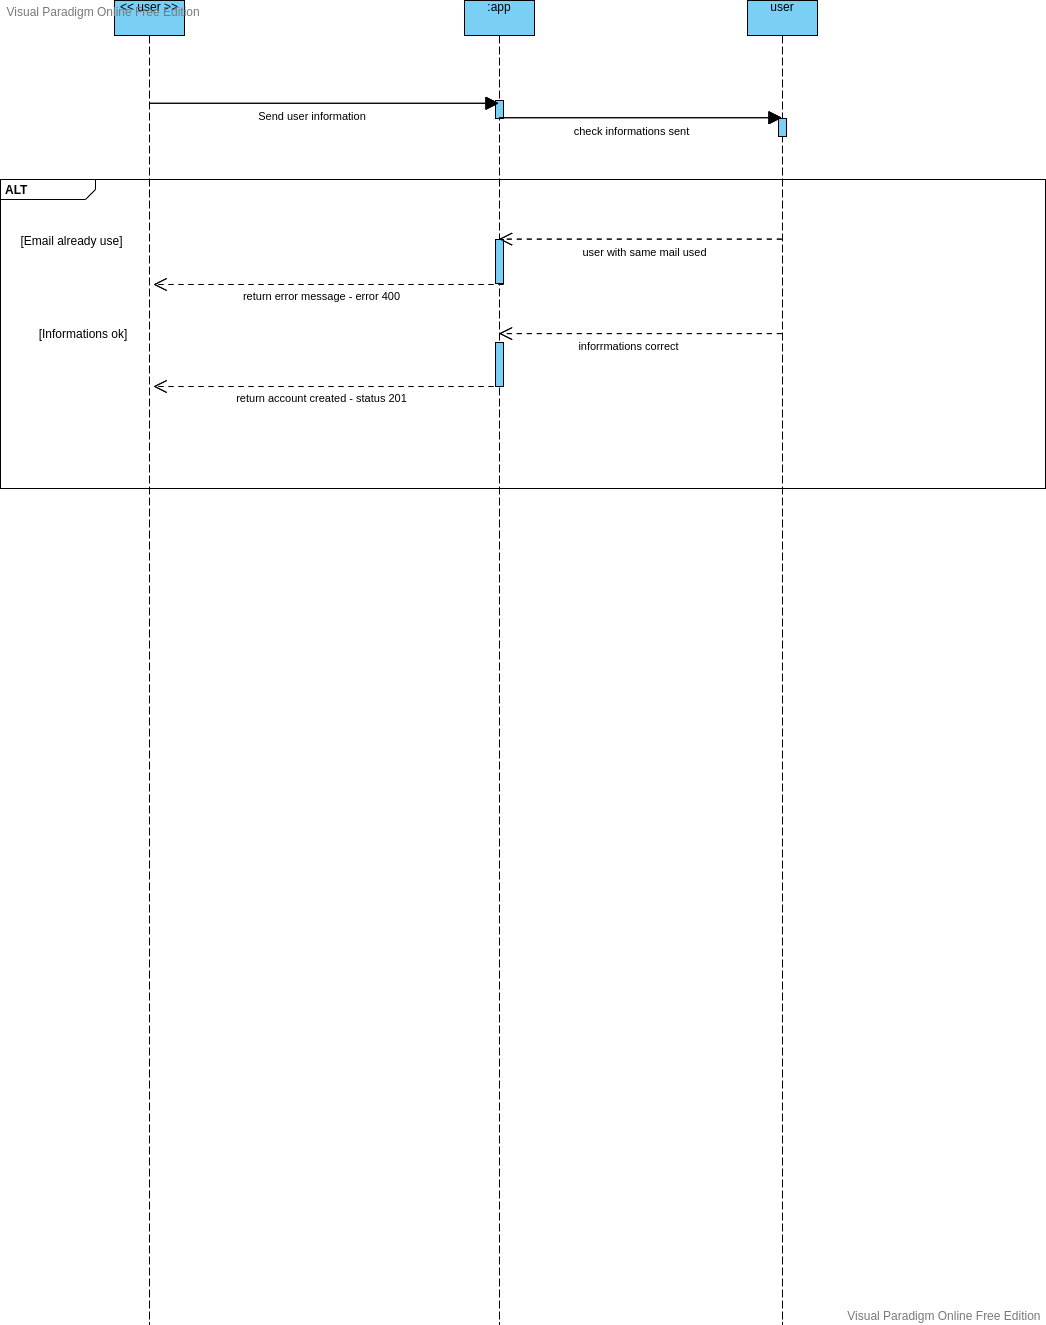 Visual Paradigm Online Free Edition
<< user >>
:app
user
Send user information
check informations sent
ALT
[Email already use]
user with same mail used
return error message - error 400
[Informations ok]
inforrmations correct
return account created - status 201
Visual Paradigm Online Free Edition